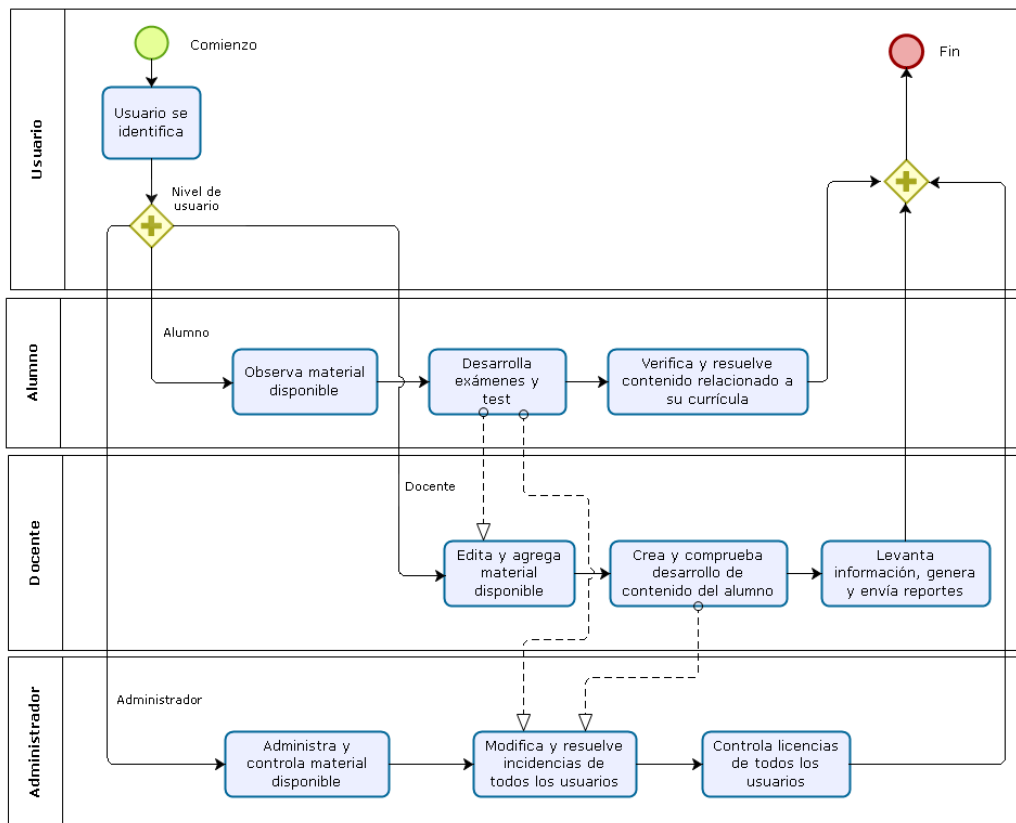 Usuario
Comienzo
Fin
Usuario se
identifica
Nivel de
usuario
Alumno
Alumno
Observa material
disponible
Desarrolla
exámenes y
test
Verifica y resuelve
contenido relacionado a
su currícula
Docente
Docente
Edita y agrega
material
disponible
Crea y comprueba
desarrollo de
contenido del alumno
Levanta
información, genera
y envía reportes
Administrador
Administrador
Administra y
controla material
disponible
Modifica y resuelve
incidencias de
todos los usuarios
Controla licencias
de todos los
usuarios